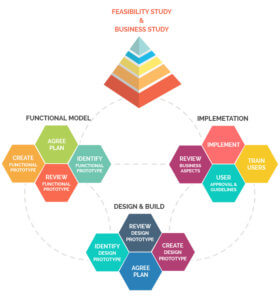 FEASIBILITY STUDY
&
BUSINESS STUDY
FUNCTIONAL MODEL
AGREE
PLAN
CREATE
FUNCTIONAL
PROTOTYPE
IDENTIFY
FUNCTIONAL
PROTOTYPE
REVIEW
FUNCTIONAL
PROTOTYPE
IMPLEMETATION
IMPLEMENT
REVIEW
BUSINESS
ASPECTS
TRAIN
USERS
USER
APPROVAL &
GUIDELINES
DESIGN & BUILD
REVIEW
DESIGN
PROTOTYPE
IDENTIFY
DESIGN
PROTOTYPE
CREATE
DESIGN
PROTOTYPE
AGREE
PLAN